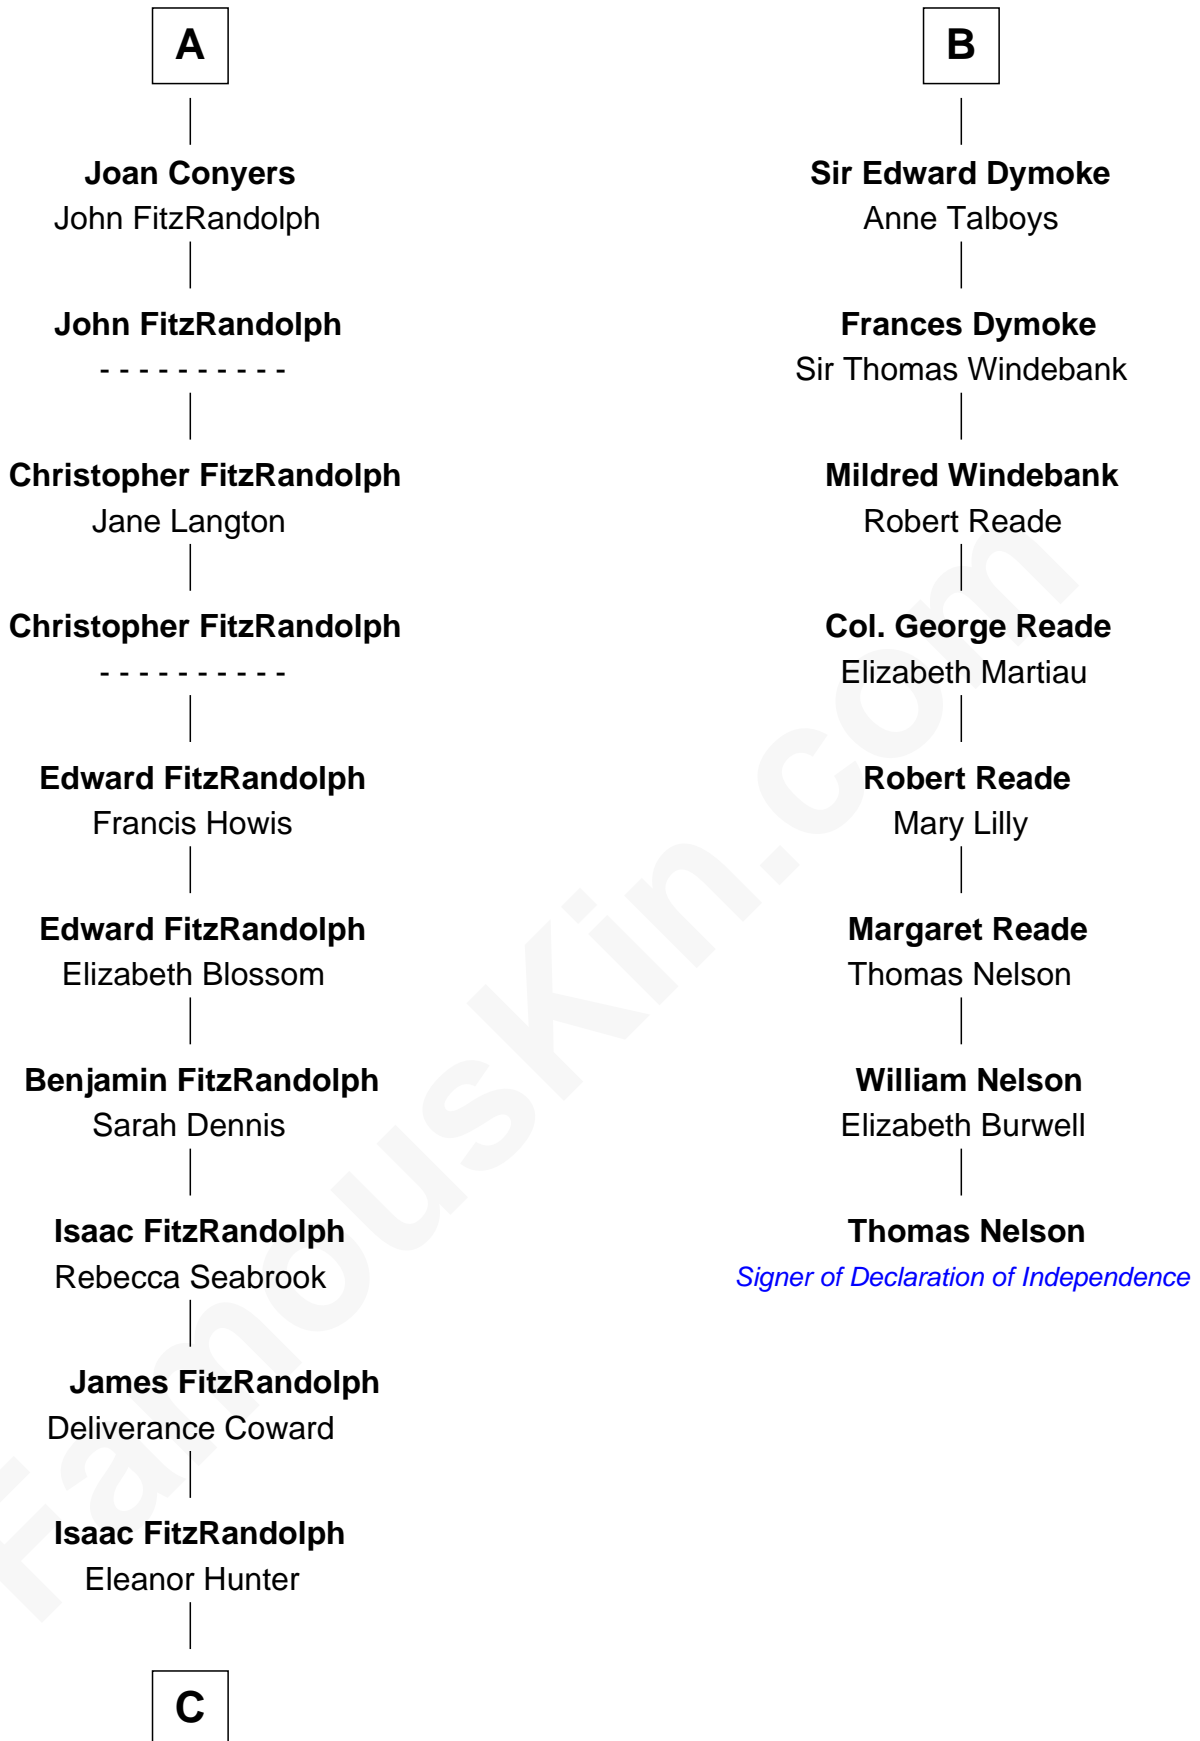 A
Joan Conyers
John FitzRandolph
John FitzRandolph
- - - - - - - - - -
Christopher FitzRandolph
Jane Langton
Christopher FitzRandolph
- - - - - - - - - -
Edward FitzRandolph
Francis Howis
Edward FitzRandolph
Elizabeth Blossom
Benjamin FitzRandolph
Sarah Dennis
Isaac FitzRandolph
Rebecca Seabrook
James FitzRandolph
Deliverance Coward
Isaac FitzRandolph
Eleanor Hunter
C
B
Sir Edward Dymoke
Anne Talboys
Frances Dymoke
Sir Thomas Windebank
Mildred Windebank
Robert Reade
Col. George Reade
Elizabeth Martiau
Robert Reade
Mary Lilly
Margaret Reade
Thomas Nelson
William Nelson
Elizabeth Burwell
Thomas Nelson
Signer of Declaration of Independence
FamousKin.com